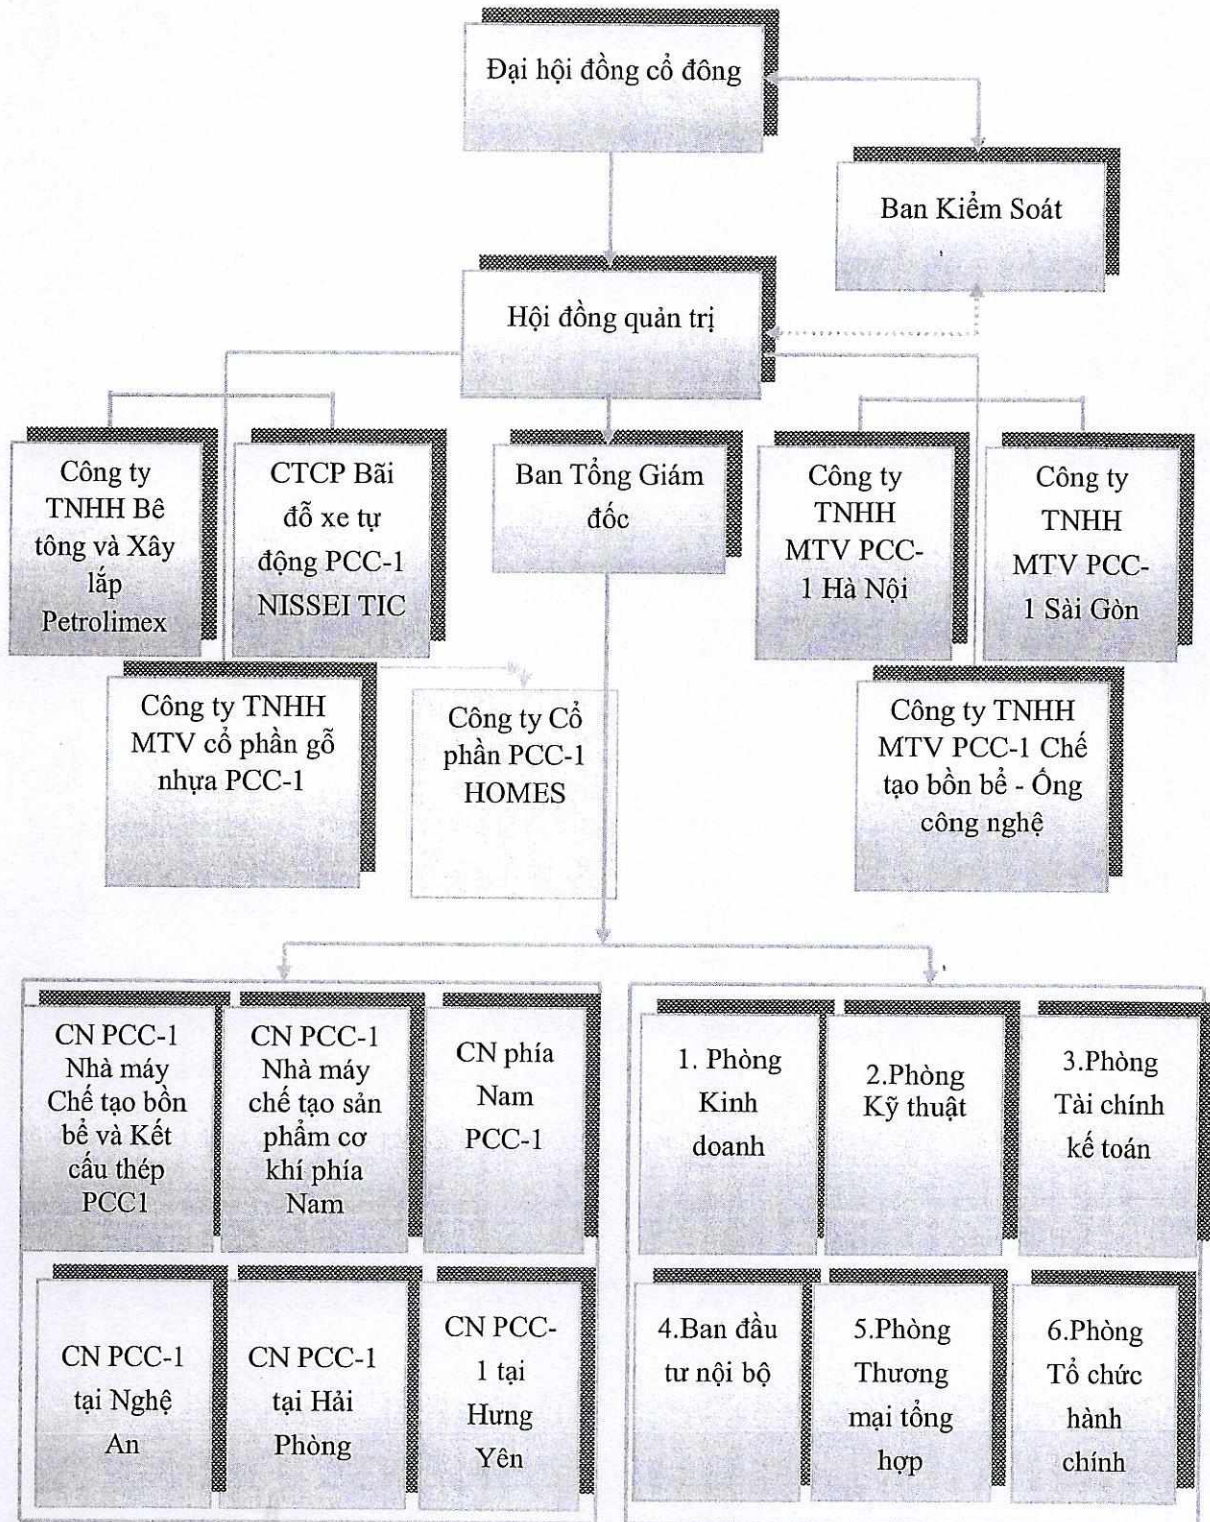 Đại hội đồng cổ đông
Ban Kiểm Soát
Hội đồng quản trị
Công ty
TNHH Bê
tông và Xây
lắp
Petrolimex
CTCP Bãi
đỗ xe tự
động PCC-1
NISSEI TIC
Ban Tổng Giám
đốc
Công ty
TNHH
MTV PCC-
1 Hà Nội
Công ty
TNHH
MTV PCC-
1 Sài Gòn
Công ty TNHH
MTV cổ phần gỗ
nhựa PCC-1
Công ty Cổ
phần PCC-1
HOMES
Công ty TNHH
MTV PCC-1 Chế
tạo bồn bể - Ống
công nghệ
CN PCC-1
Nhà máy
Chế tạo bồn
bể và Kết
cấu thép
PCC1
CN PCC-1
Nhà máy
chế tạo sản
phẩm cơ
khí phía
Nam
CN phía
Nam
PCC-1
1. Phòng
Kinh
doanh
2.Phòng
Kỹ thuật
3.Phòng
Tài chính
kế toán
CN PCC-1
tại Nghệ
An
CN PCC-1
tại Hải
Phòng
CN PCC-
1 tại
Hưng
Yên
4.Ban đầu
tư nội bộ
5.Phòng
Thương
mại tổng
hợp
6.Phòng
Tổ chức
hành
chính